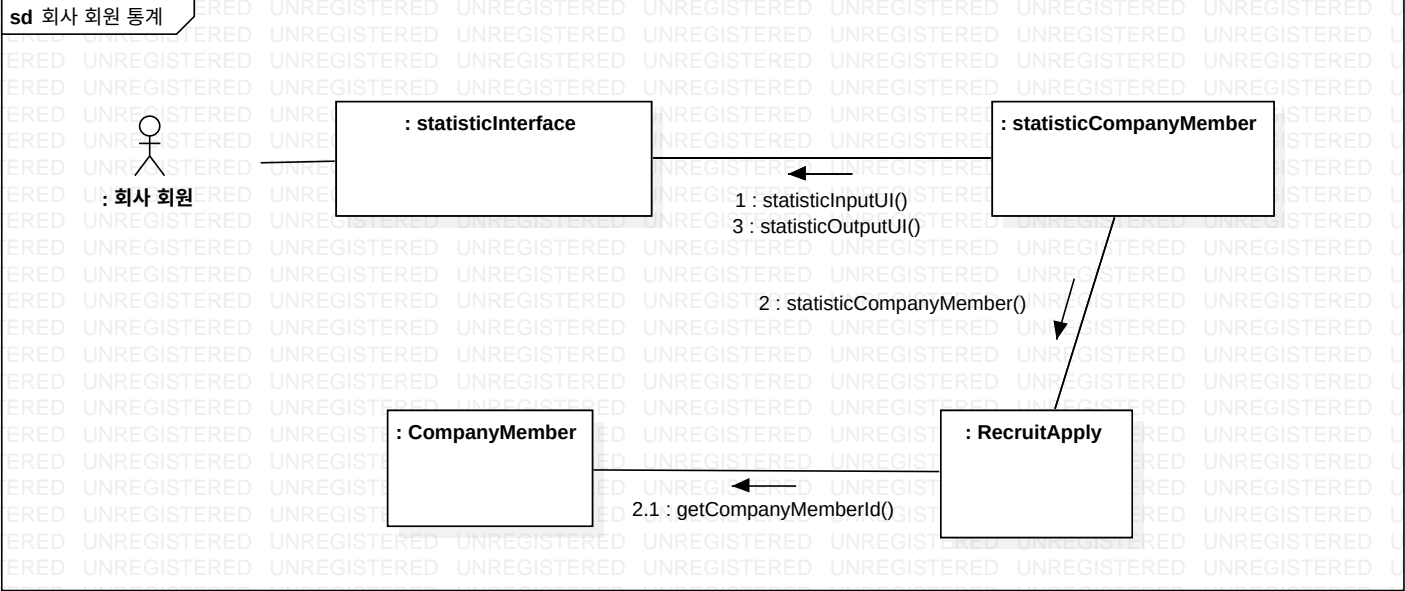 sd 회사 회원 통계
: 회사 회원
: statisticInterface
: statisticCompanyMember
1 : statisticInputUI()
3 : statisticOutputUI()
2 : statisticCompanyMember()
: CompanyMember
: RecruitApply
2.1 : getCompanyMemberId()
UNREGISTERED